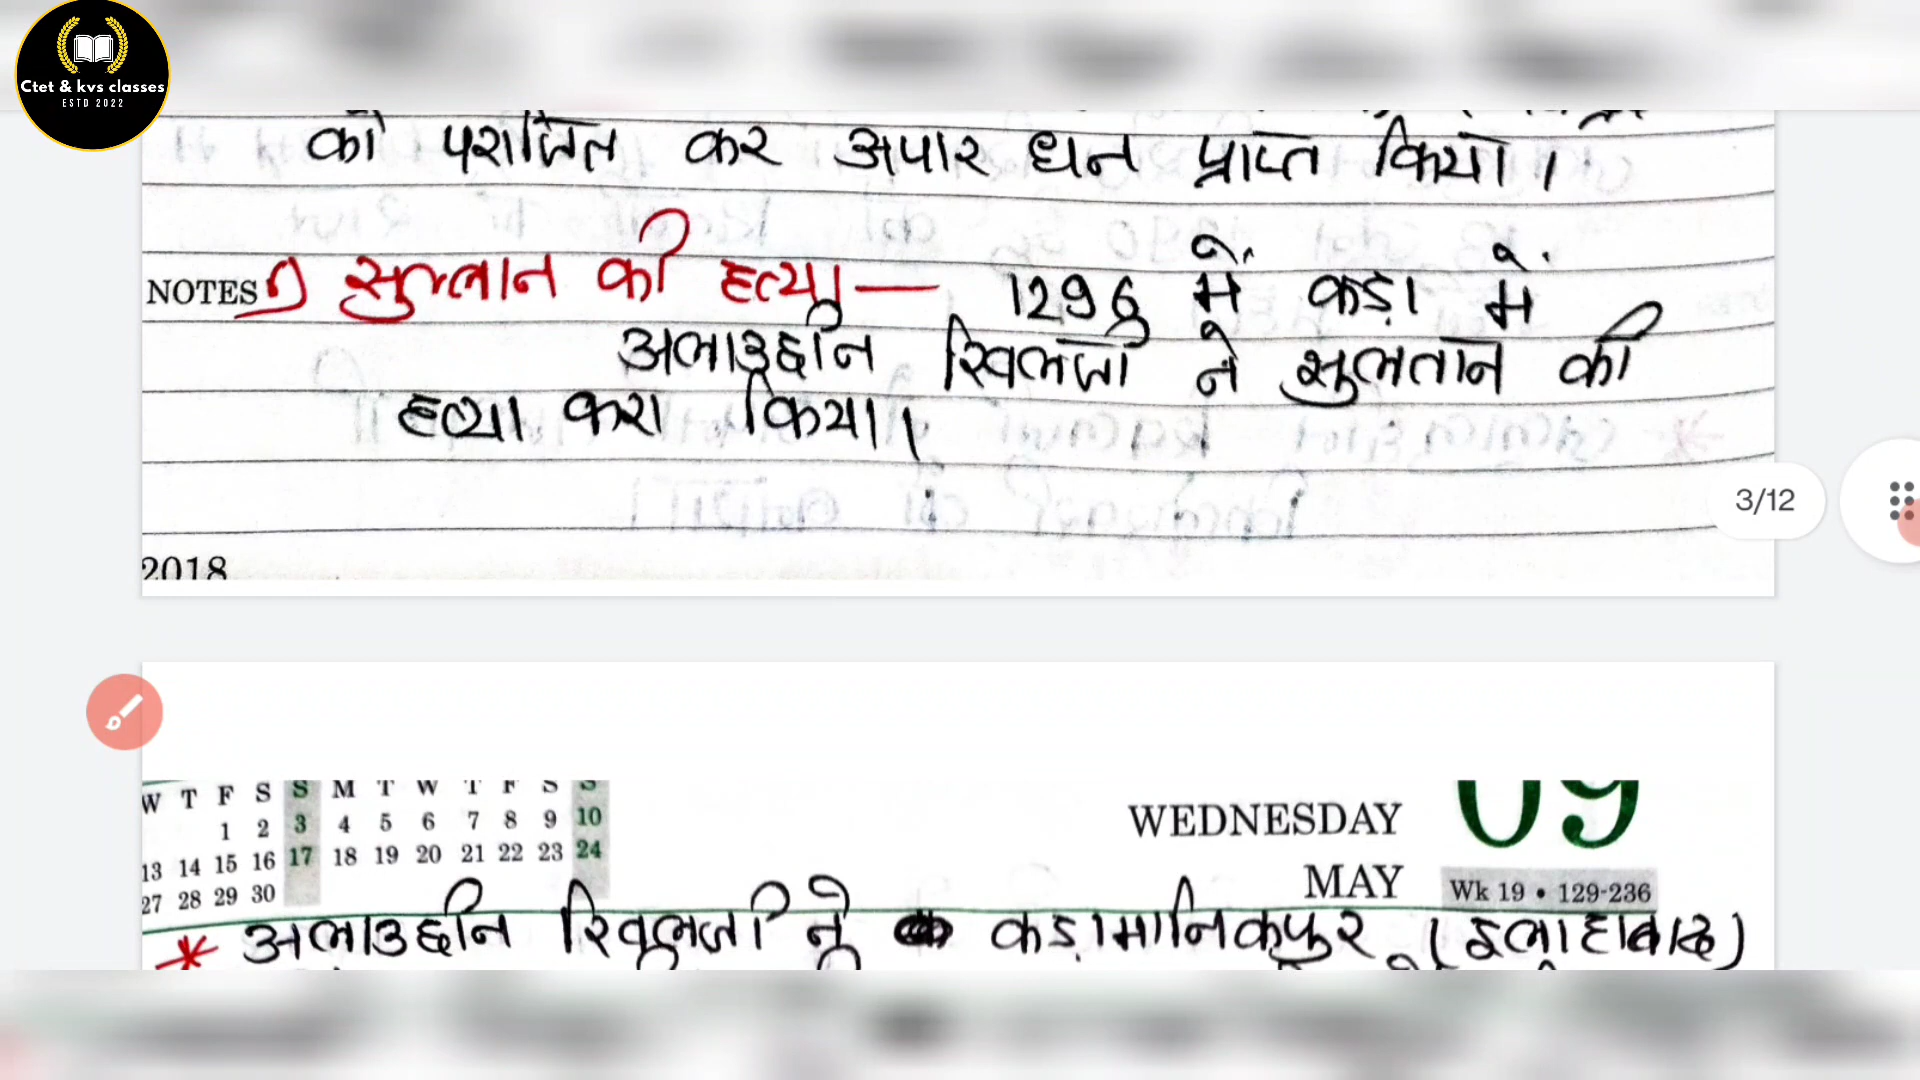 Ctet & kvs classes
ESTD 2022
को पराजित कर अपार धन प्राप्त किया।
NOTES सुल्तान की हत्या — 1296 में कड़ा में
अलाउद्दीन खिलजी ने सुलतान की
हत्या करा किया।
3/12
2018
W T F S S M T W T F S S
1 2 3 4 5 6 7 8 9 10
13 14 15 16 17 18 19 20 21 22 23 24
27 28 29 30
09
WEDNESDAY
MAY
Wk 19 • 129-236
* अलाउद्दीन खिलजी ने कड़ामानिकपुर (इलाहाबाद)